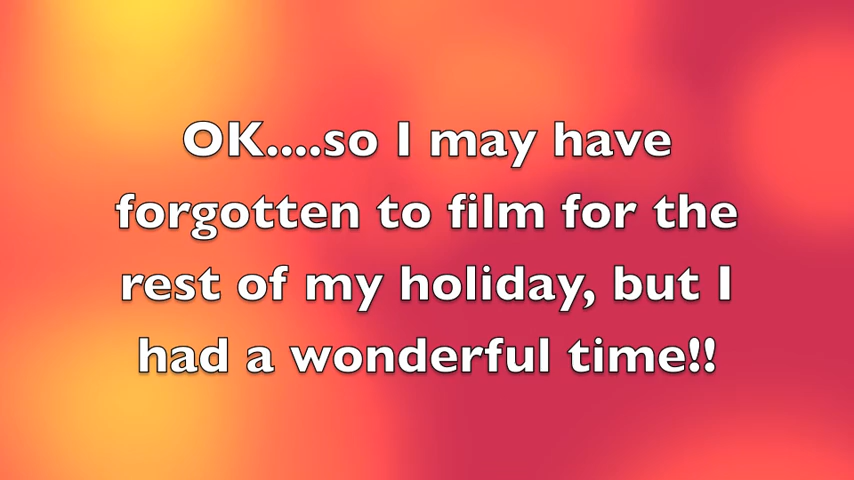 OK....so I may have
forgotten to film for the
rest of my holiday, but I
had a wonderful time!!